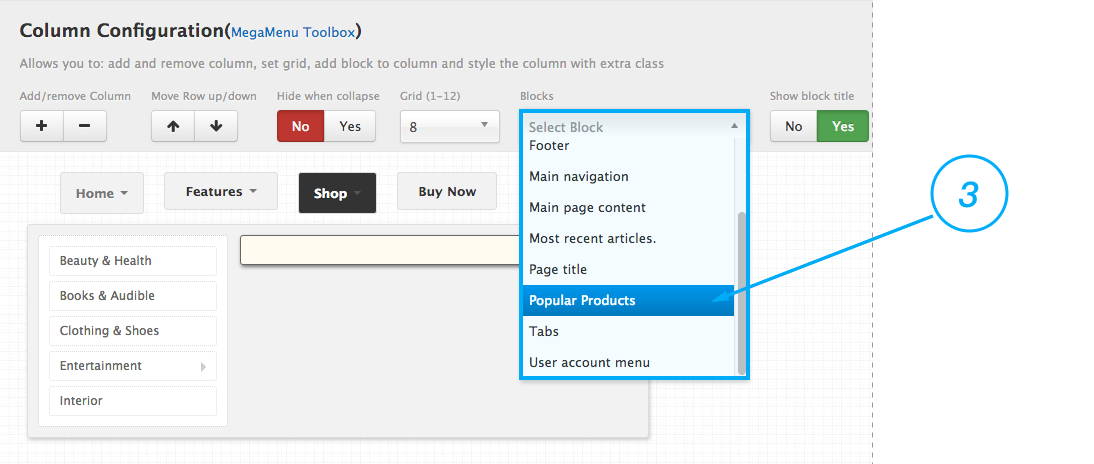 Column Configuration(MegaMenu Toolbox)
Allows you to: add and remove column, set grid, add block to column and style the column with extra class
Add/remove Column Move Row up/down Hide when collapse Grid (1-12) Blocks Show block title
+ − No Yes 8 Select Block No Yes
Footer
Main navigation
Main page content
Most recent articles.
Page title
Popular Products
Tabs
User account menu
3
Home Features Shop Buy Now
Beauty & Health
Books & Audible
Clothing & Shoes
Entertainment
Interior